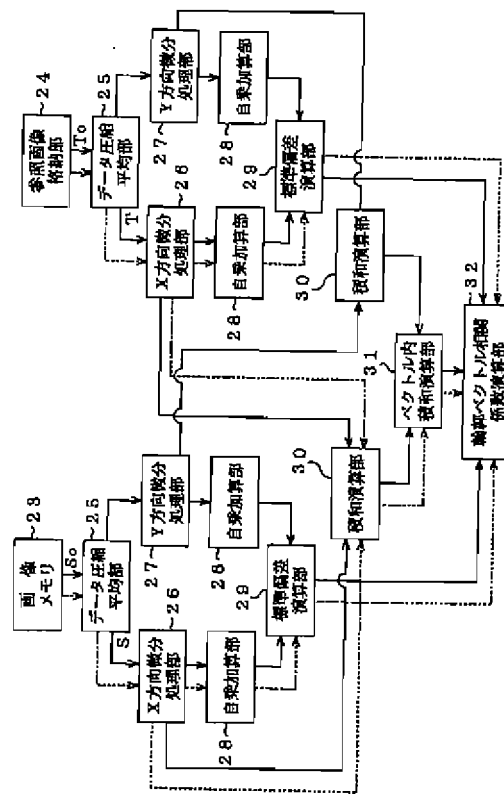 画像
メモリ
23
So
データ圧縮
平均部
25
S
X方向微分
処理部
26
Y方向微分
処理部
27
自乗加算部
28
自乗加算部
28
標準偏差
演算部
29
参照画像
格納部
24
To
データ圧縮
平均部
25
T
X方向微分
処理部
26
Y方向微分
処理部
27
自乗加算部
28
自乗加算部
28
標準偏差
演算部
29
積和演算部
30
積和演算部
30
ベクトル内
積和演算部
31
輪郭ベクトル相関
係数演算部
32